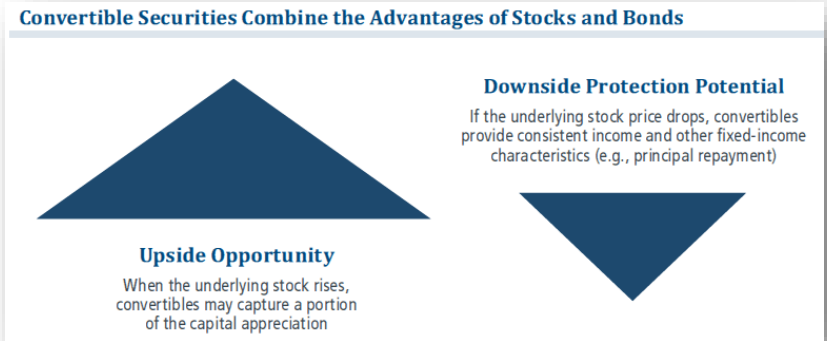 Convertible Securities Combine the Advantages of Stocks and Bonds
Upside Opportunity
When the underlying stock rises,
convertibles may capture a portion
of the capital appreciation
Downside Protection Potential
If the underlying stock price drops, convertibles
provide consistent income and other fixed-income
characteristics (e.g., principal repayment)